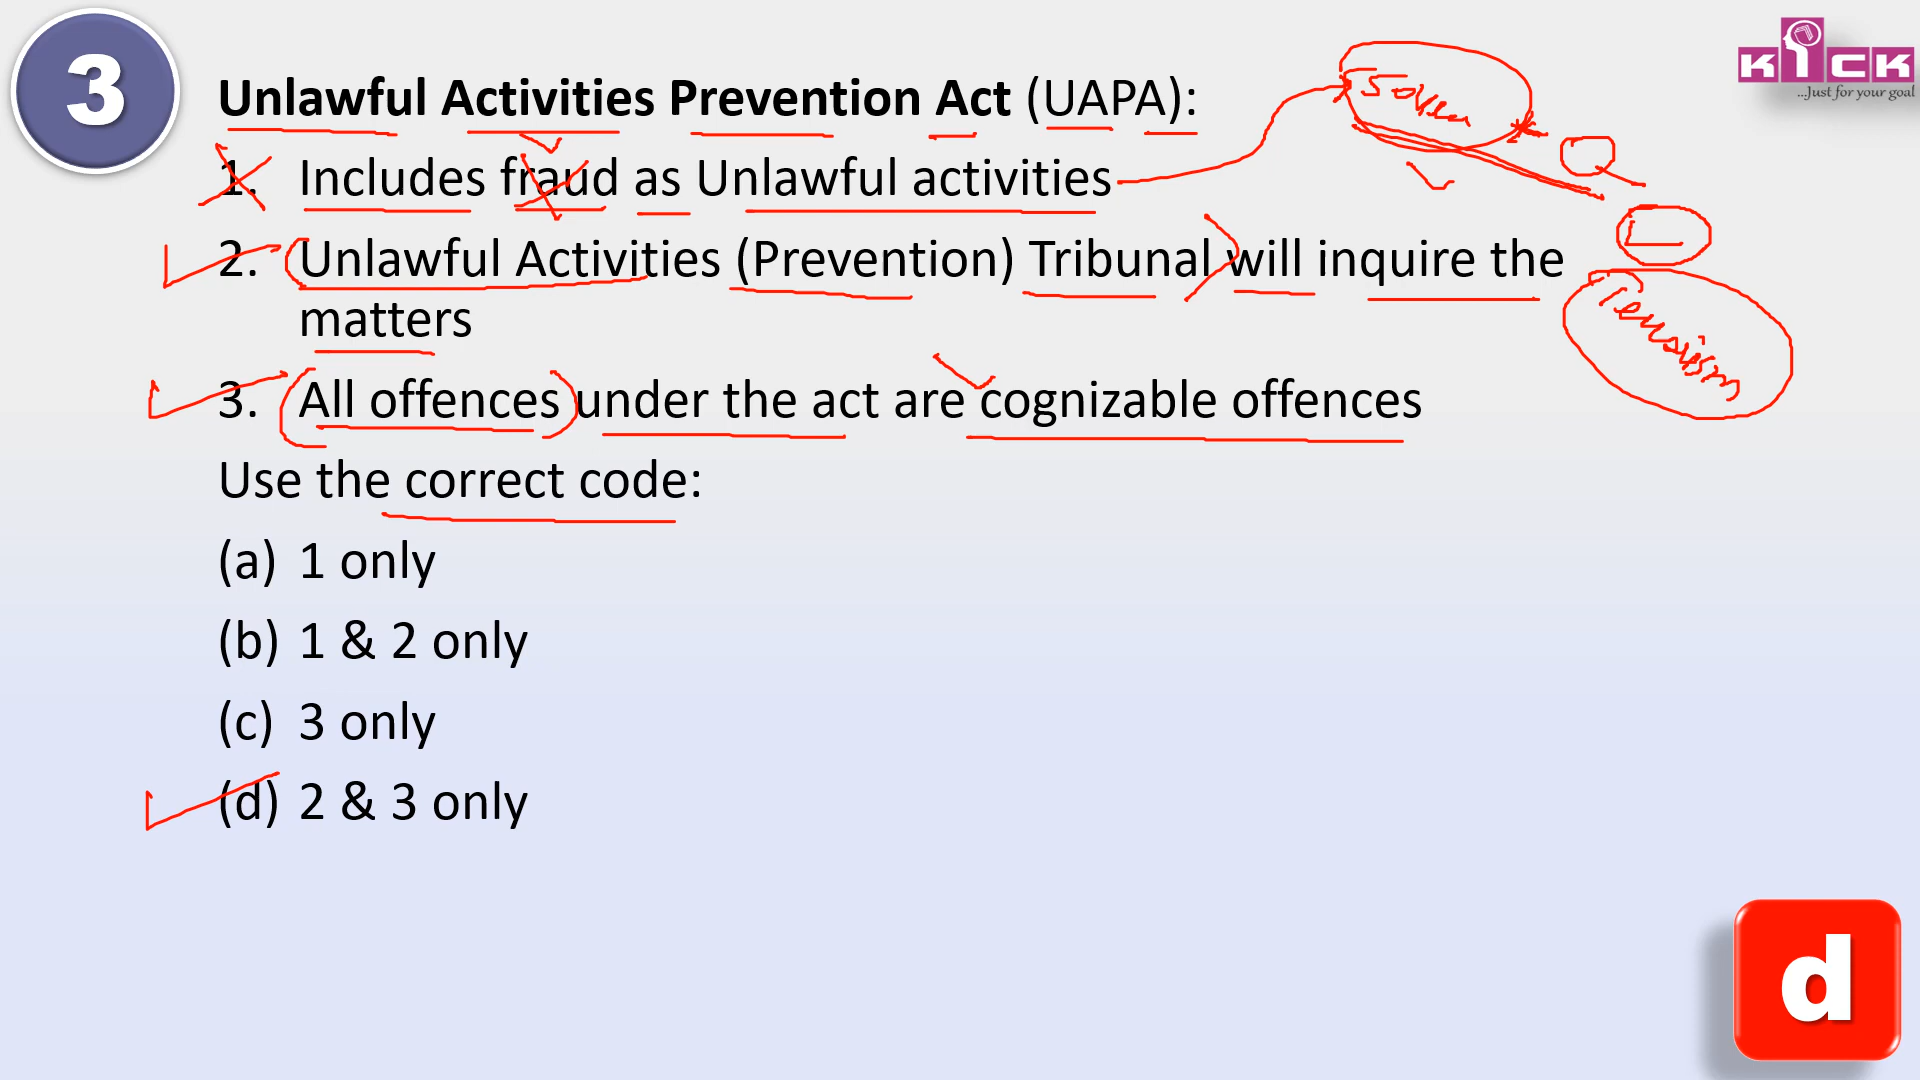 3
KICK
...Just for your goal
Unlawful Activities Prevention Act (UAPA):
1. Includes fraud as Unlawful activities
2. Unlawful Activities (Prevention) Tribunal will inquire the
matters
Terrorism
3. All offences under the act are cognizable offences
Use the correct code:
(a) 1 only
(b) 1 & 2 only
(c) 3 only
(d) 2 & 3 only
d